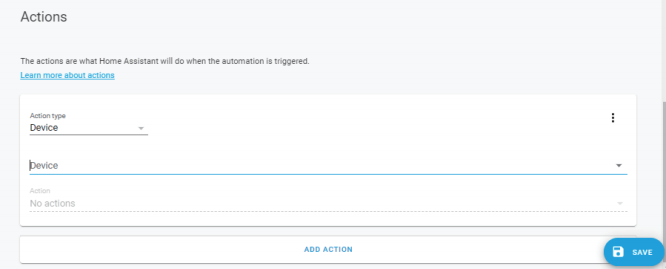 Actions
The actions are what Home Assistant will do when the automation is triggered.
Learn more about actions
Action type
Device
Device
Action
No actions
ADD ACTION
SAVE